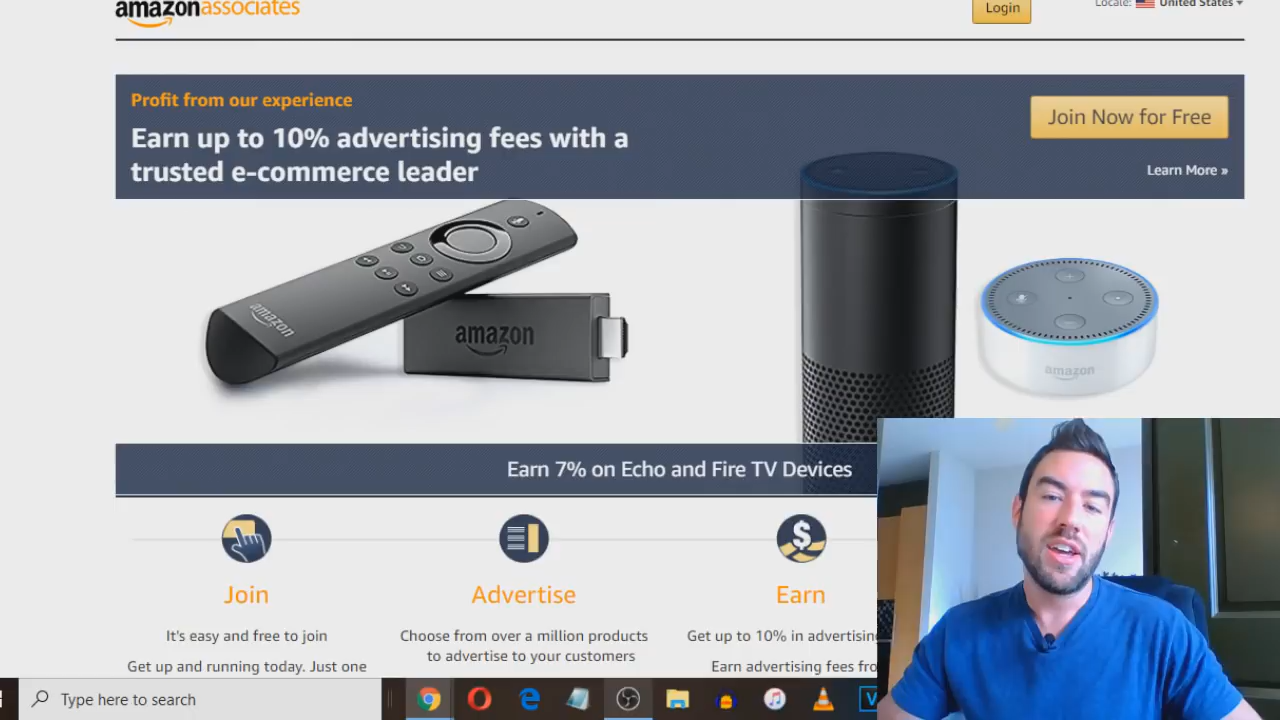 amazonassociates
Login
Locale: United States
Profit from our experience
Earn up to 10% advertising fees with a
trusted e-commerce leader
Join Now for Free
Learn More »
amazon
amazon
amazon
Earn 7% on Echo and Fire TV Devices
Join
Advertise
Earn
It's easy and free to join
Get up and running today. Just one
Choose from over a million products
to advertise to your customers
Get up to 10% in advertising
Earn advertising fees
Type here to search